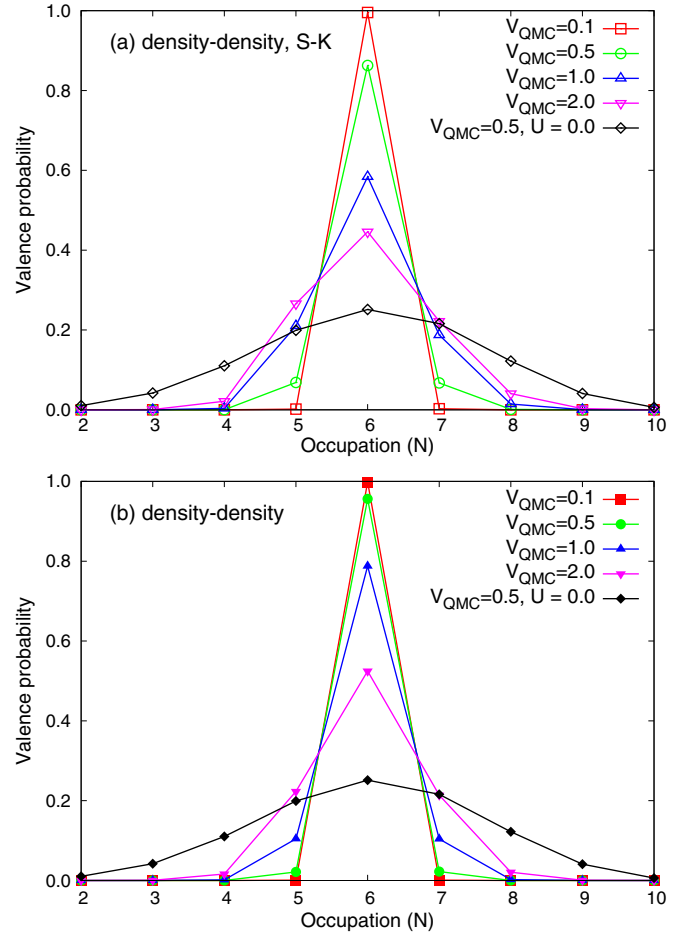 (a) density-density, S-K
V_QMC=0.1
V_QMC=0.5
V_QMC=1.0
V_QMC=2.0
V_QMC=0.5, U = 0.0
Valence probability
1.0
0.8
0.6
0.4
0.2
0.0
2 3 4 5 6 7 8 9 10
Occupation (N)
(b) density-density
V_QMC=0.1
V_QMC=0.5
V_QMC=1.0
V_QMC=2.0
V_QMC=0.5, U = 0.0
Valence probability
1.0
0.8
0.6
0.4
0.2
0.0
2 3 4 5 6 7 8 9 10
Occupation (N)